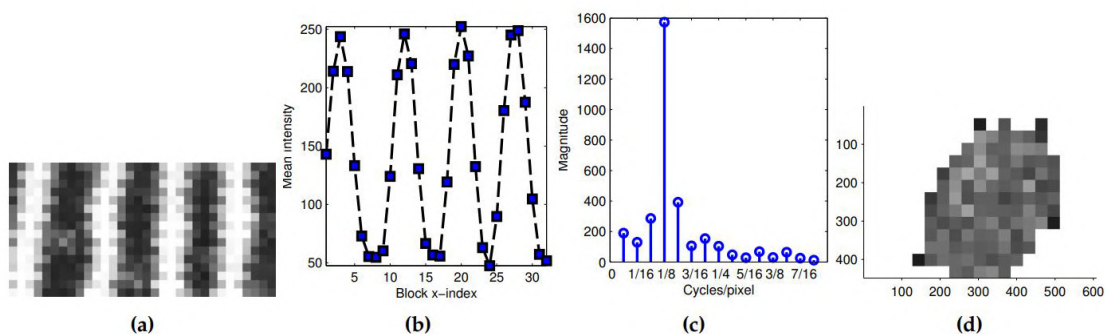 (a)
250
200
150
100
50
Mean intensity
5 10 15 20 25 30
Block x-index
(b)
1600
1400
1200
1000
800
600
400
200
0
Magnitude
0 1/16 1/8 3/16 1/4 5/16 3/8 7/16
Cycles/pixel
(c)
100
200
300
400
100 200 300 400 500 600
(d)